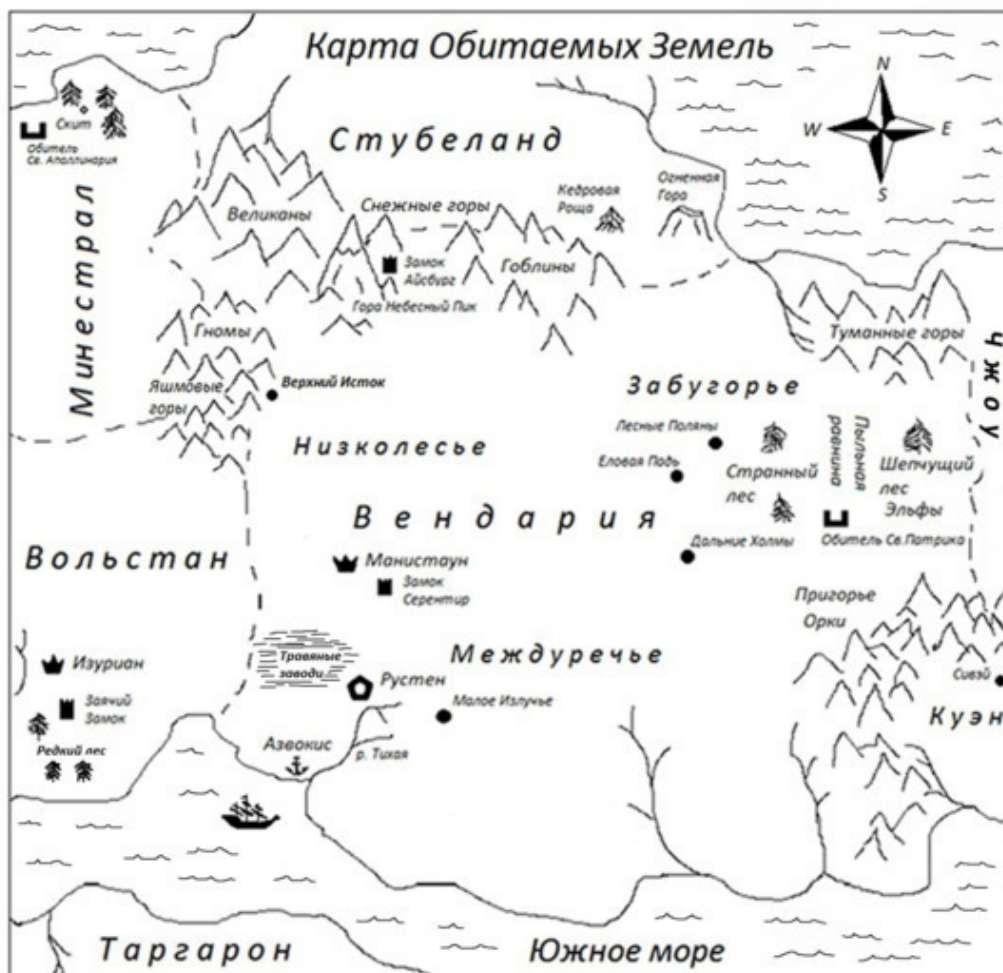 Карта Обитаемых Земель
N
W
E
S
Скит
Обитель
Св. Аполлинария
Стубеланд
Кедровая
Роща
Огненная
Гора
Великаны
Снежные горы
Замок
Айсбург
Гоблины
Гора Небесный Пик
Минестрал
Гномы
Туманные горы
Чжоу
Яшмовые
горы
Верхний Исток
Забугорье
Лесные Поляны
Низколесье
Еловая Падь
Странный
лес
Пыльная
равнина
Шепчущий
лес
Эльфы
Вендария
Обитель Св.Патрика
Вольстан
Манистаун
Дальние Холмы
Замок
Серентир
Пригорье
Орки
Травяные
заводи
Междуречье
Изуриан
Рустен
Сивэй
Заячий
Замок
Малое Излучье
Куэн
Редкий лес
Азвокис
р. Тихая
Таргарон
Южное море